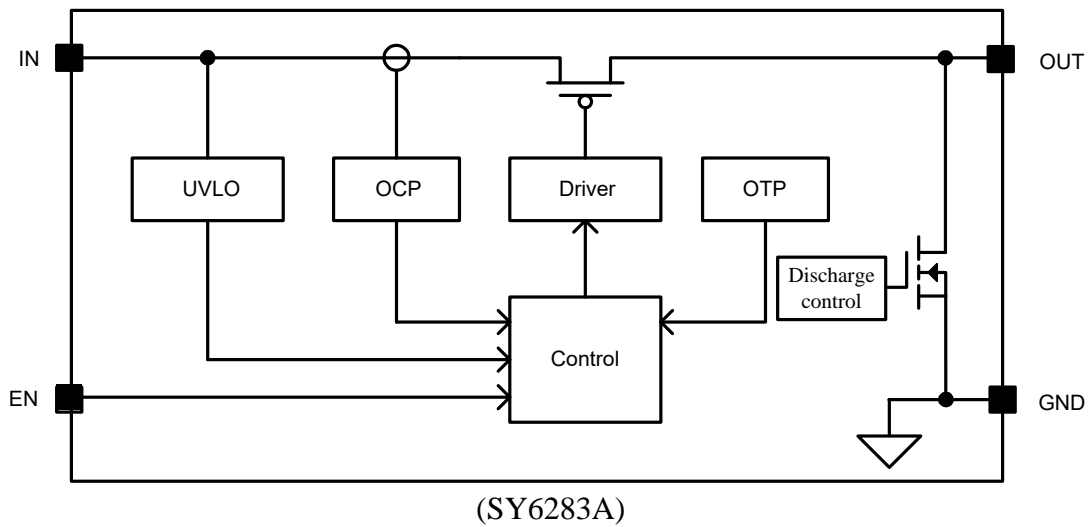 IN
OUT
UVLO
OCP
Driver
OTP
Discharge
control
Control
EN
GND
(SY6283A)